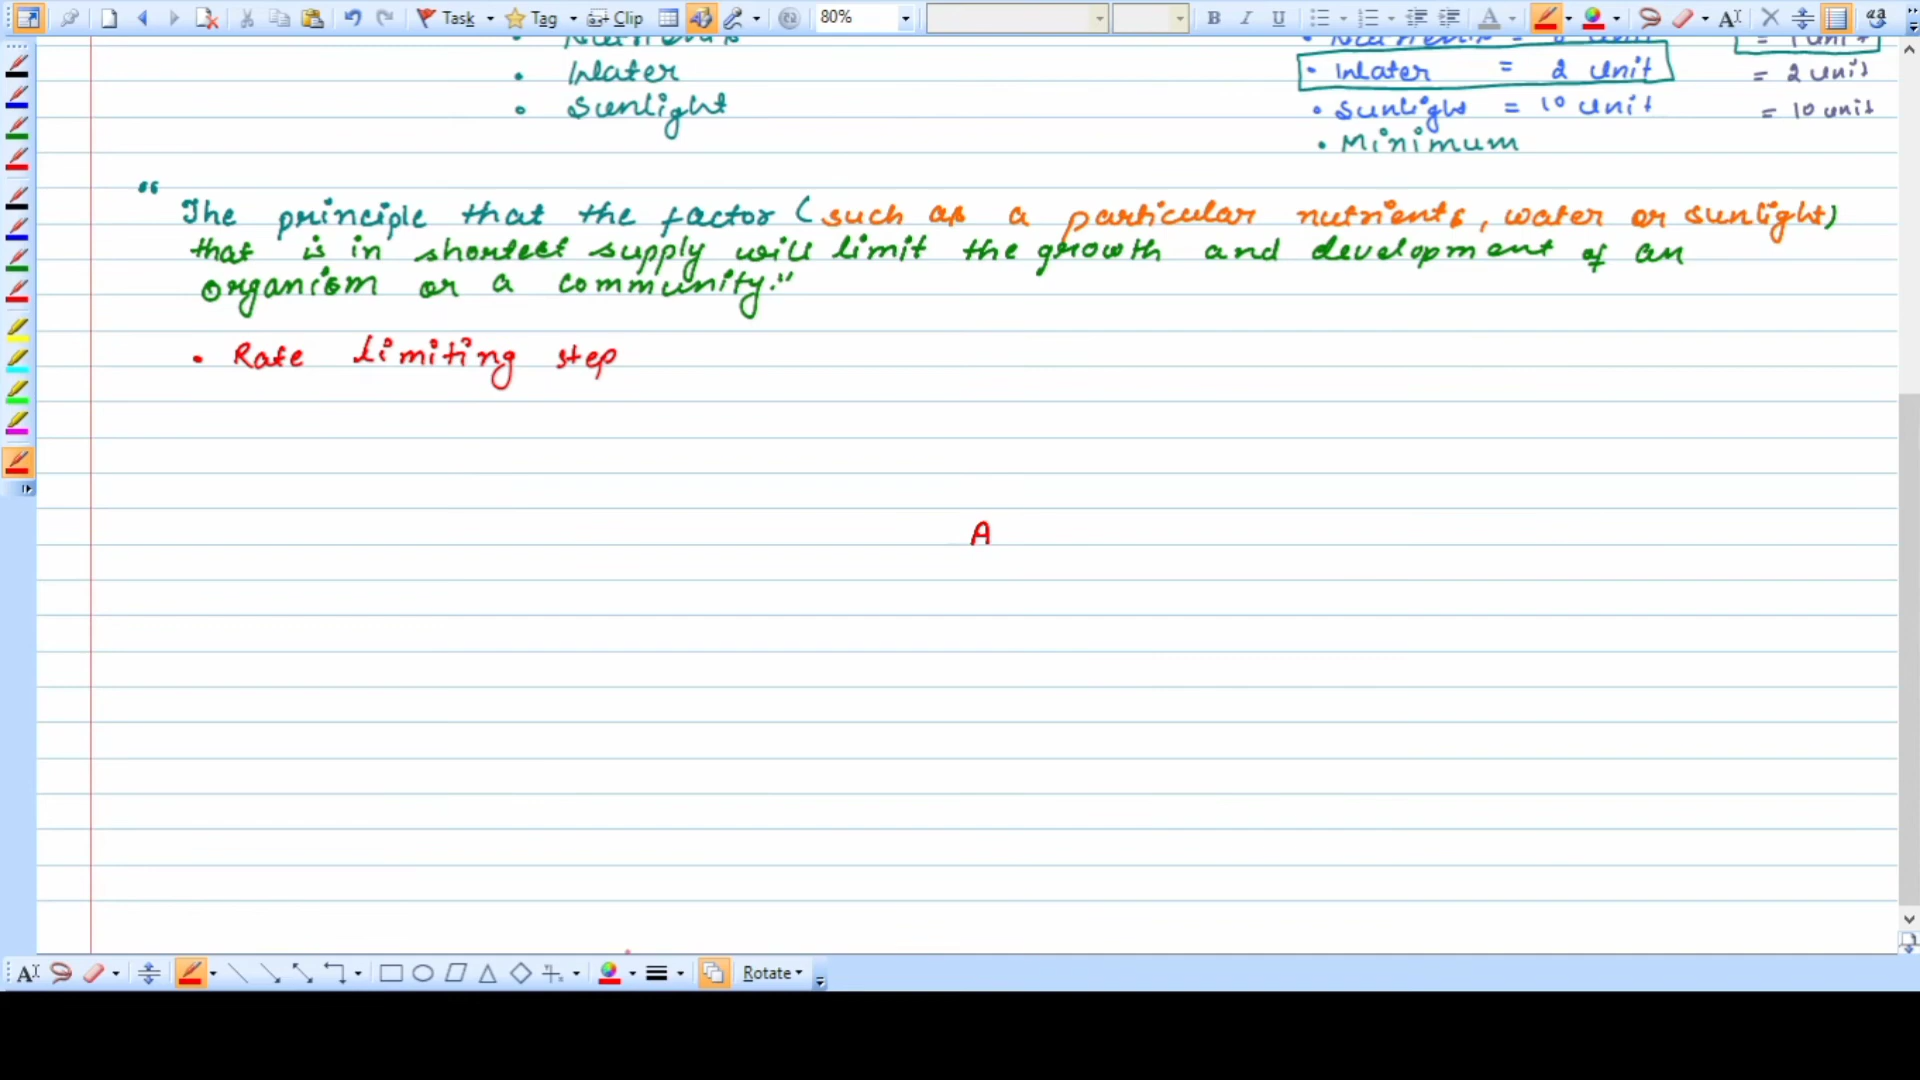 Task Tag Clip 80% B I U A A
• Water • Water = 2 unit = 2 unit
• Sunlight • Sunlight = 10 unit = 10 unit
• Minimum
“ The principle that the factor (such as a particular nutrients, water or sunlight)
that is in shortest supply will limit the growth and development of an
organism or a community."
• Rate limiting step
A
A Rotate